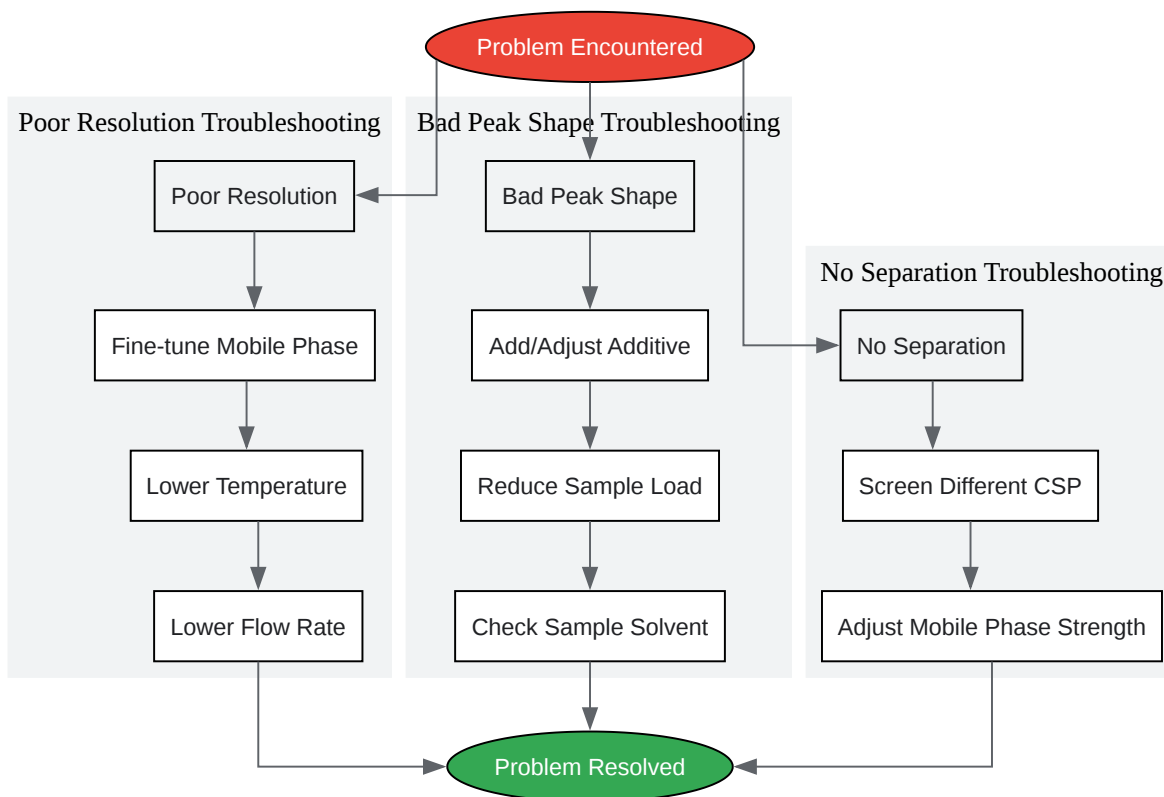 Problem Encountered
Poor Resolution Troubleshooting
Poor Resolution
Fine-tune Mobile Phase
Lower Temperature
Lower Flow Rate
Bad Peak Shape Troubleshooting
Bad Peak Shape
Add/Adjust Additive
Reduce Sample Load
Check Sample Solvent
No Separation Troubleshooting
No Separation
Screen Different CSP
Adjust Mobile Phase Strength
Problem Resolved